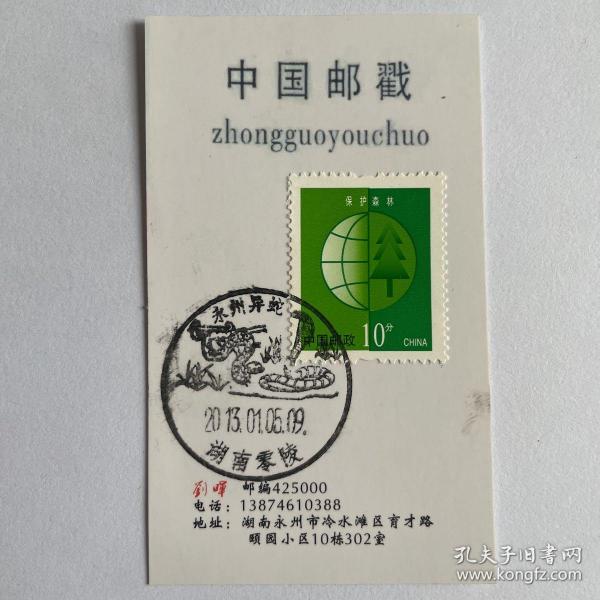 中国邮戳
zhongguoyouchuo
保护森林
中国邮政 10分 CHINA
永州异蛇
2013.01.05.09.
湖南零陵
劉暉 邮编425000
电话：13874610388
地址：湖南永州市冷水滩区育才路
颐园小区10栋302室
孔夫子旧书网
www.kongfz.com